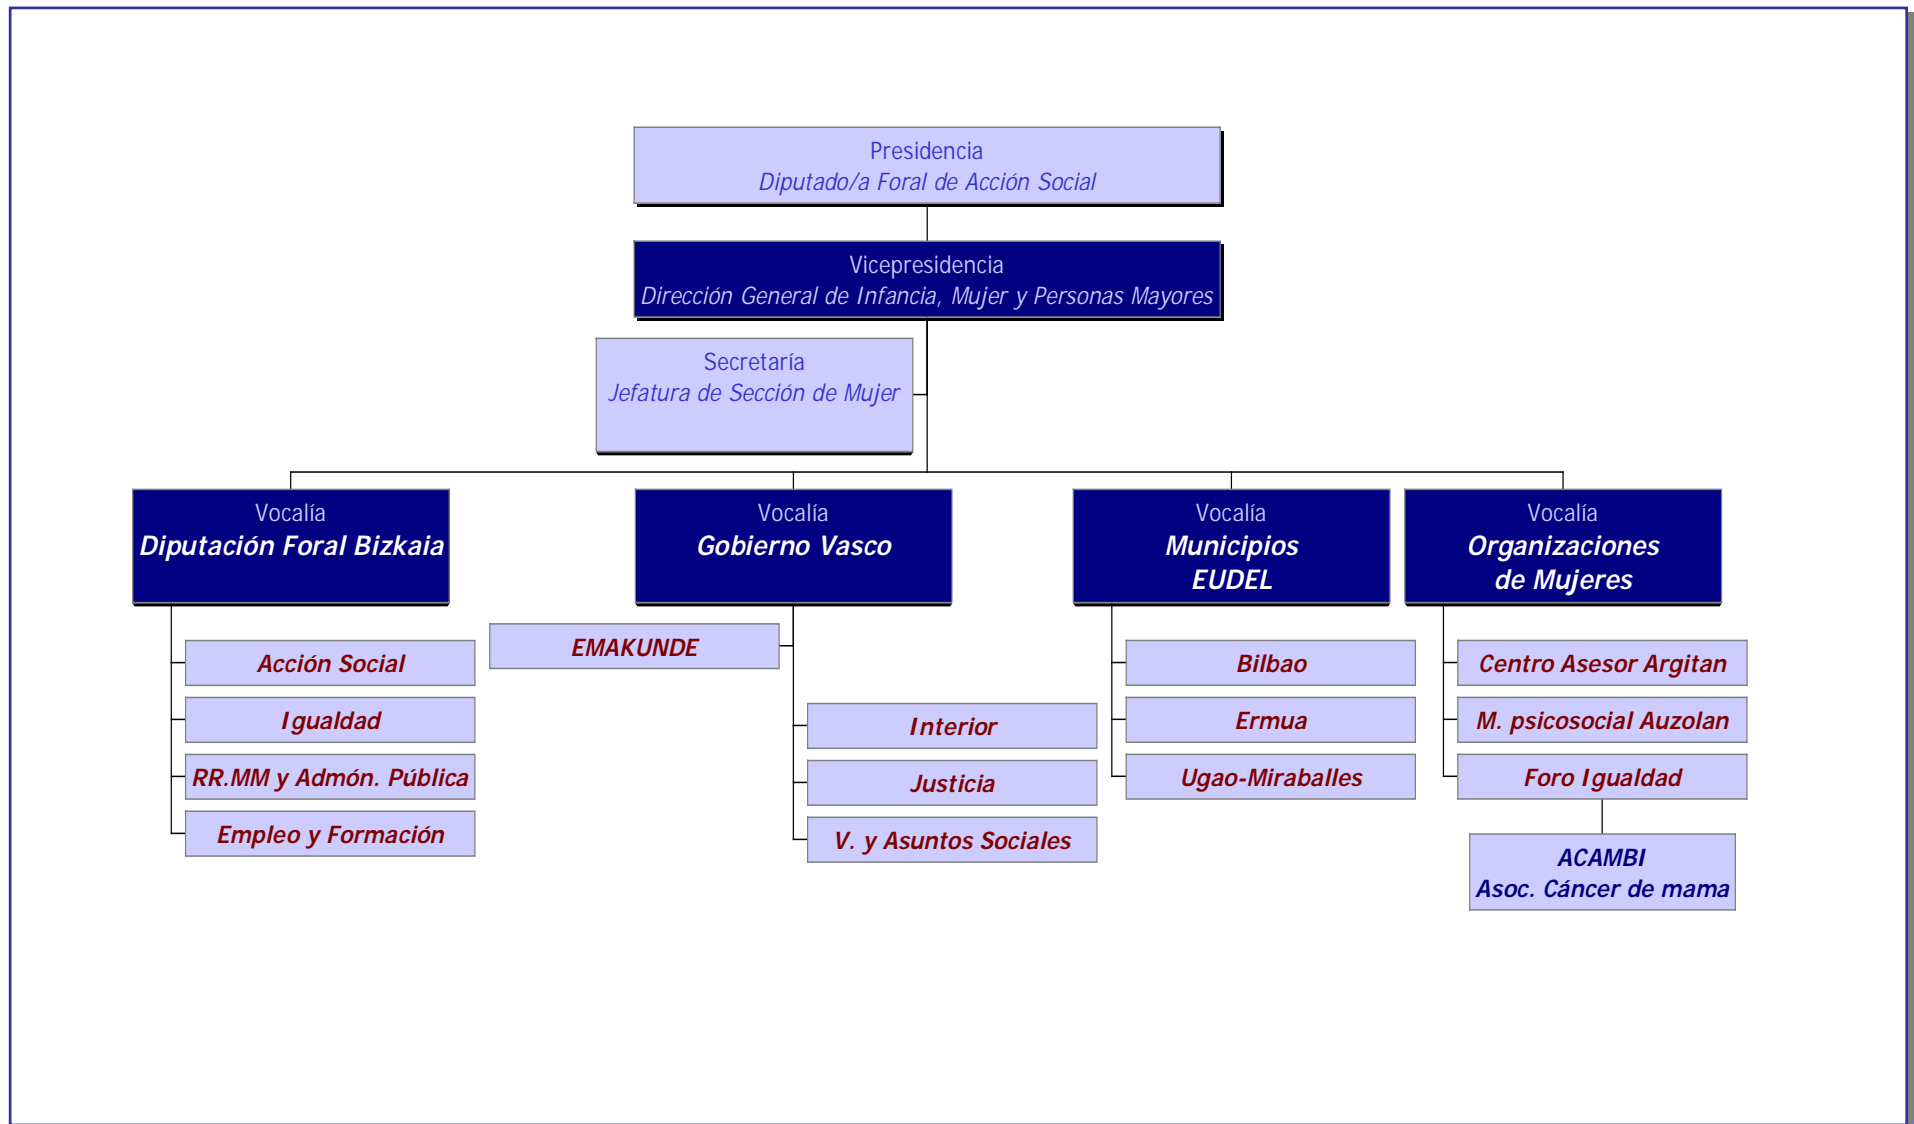 Presidencia
Diputado/a Foral de Acción Social
Vicepresidencia
Dirección General de Infancia, Mujer y Personas Mayores
Secretaría
Jefatura de Sección de Mujer
Vocalía
Diputación Foral Bizkaia
Acción Social
Igualdad
RR.MM y Admón. Pública
Empleo y Formación
Vocalía
Gobierno Vasco
EMAKUNDE
Interior
Justicia
V. y Asuntos Sociales
Vocalía
Municipios
EUDEL
Bilbao
Ermua
Ugao-Miraballes
Vocalía
Organizaciones
de Mujeres
Centro Asesor Argitan
M. psicosocial Auzolan
Foro Igualdad
ACAMBI
Asoc. Cáncer de mama